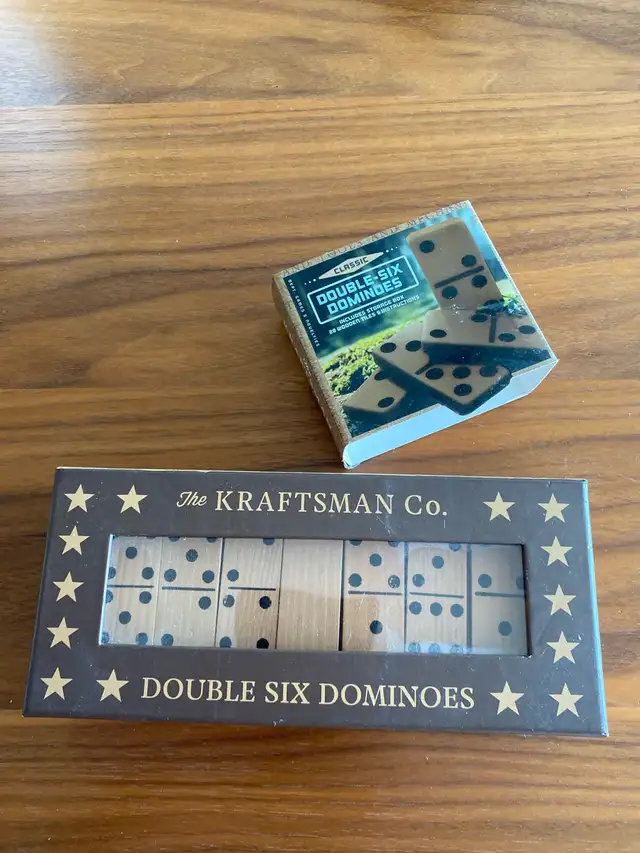 CLASSIC
DOUBLE-SIX
DOMINOES
INCLUDES STORAGE BOX,
28 WOODEN TILES & INSTRUCTIONS
The KRAFTSMAN Co.
DOUBLE SIX DOMINOES